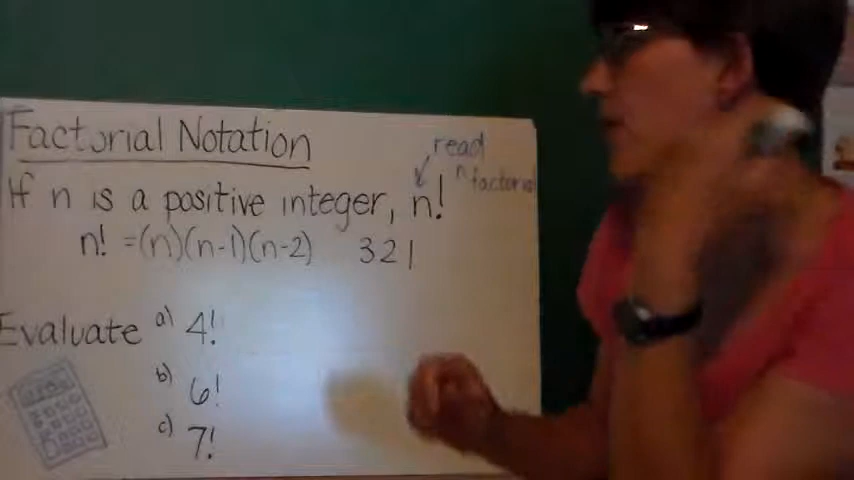 Factorial Notation
read
n factorial
If n is a positive integer, n!
n! = (n)(n-1)(n-2) 3 2 1
Evaluate a) 4!
b) 6!
c) 7!